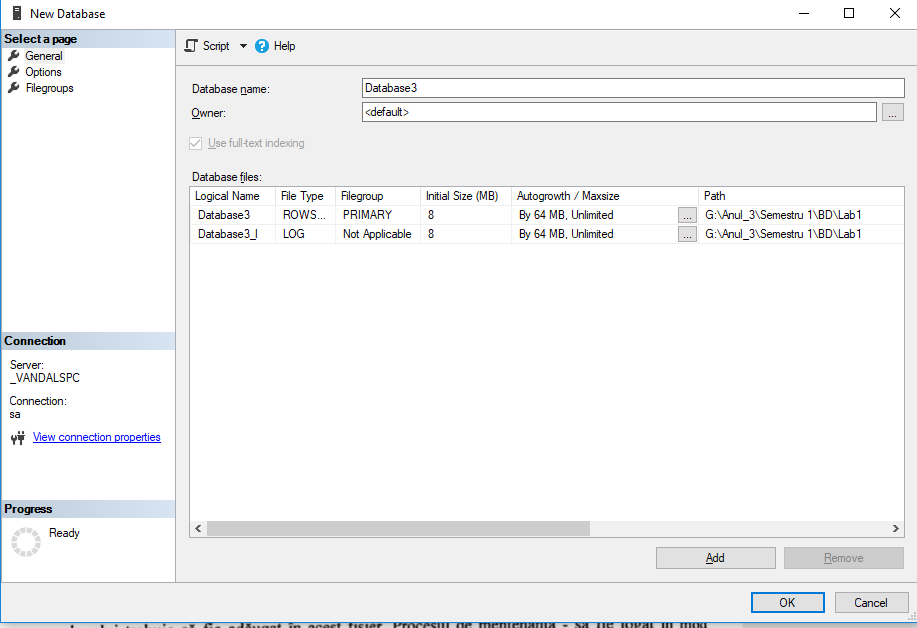 New Database
Select a page
General
Options
Filegroups
Script Help
Database name: Database3
Owner: <default> ...
Use full-text indexing
Database files:
Logical Name File Type Filegroup Initial Size (MB) Autogrowth / Maxsize Path
Database3 ROWS... PRIMARY 8 By 64 MB, Unlimited ... G:\Anul_3\Semestru 1\BD\Lab1
Database3_l LOG Not Applicable 8 By 64 MB, Unlimited ... G:\Anul_3\Semestru 1\BD\Lab1
Connection
Server:
_VANDALSPC
Connection:
sa
View connection properties
Progress
Ready
Add Remove
OK Cancel
trebuie să fie adăugat în acest fișier. Procesul de mentenanță - să fie logat în mod